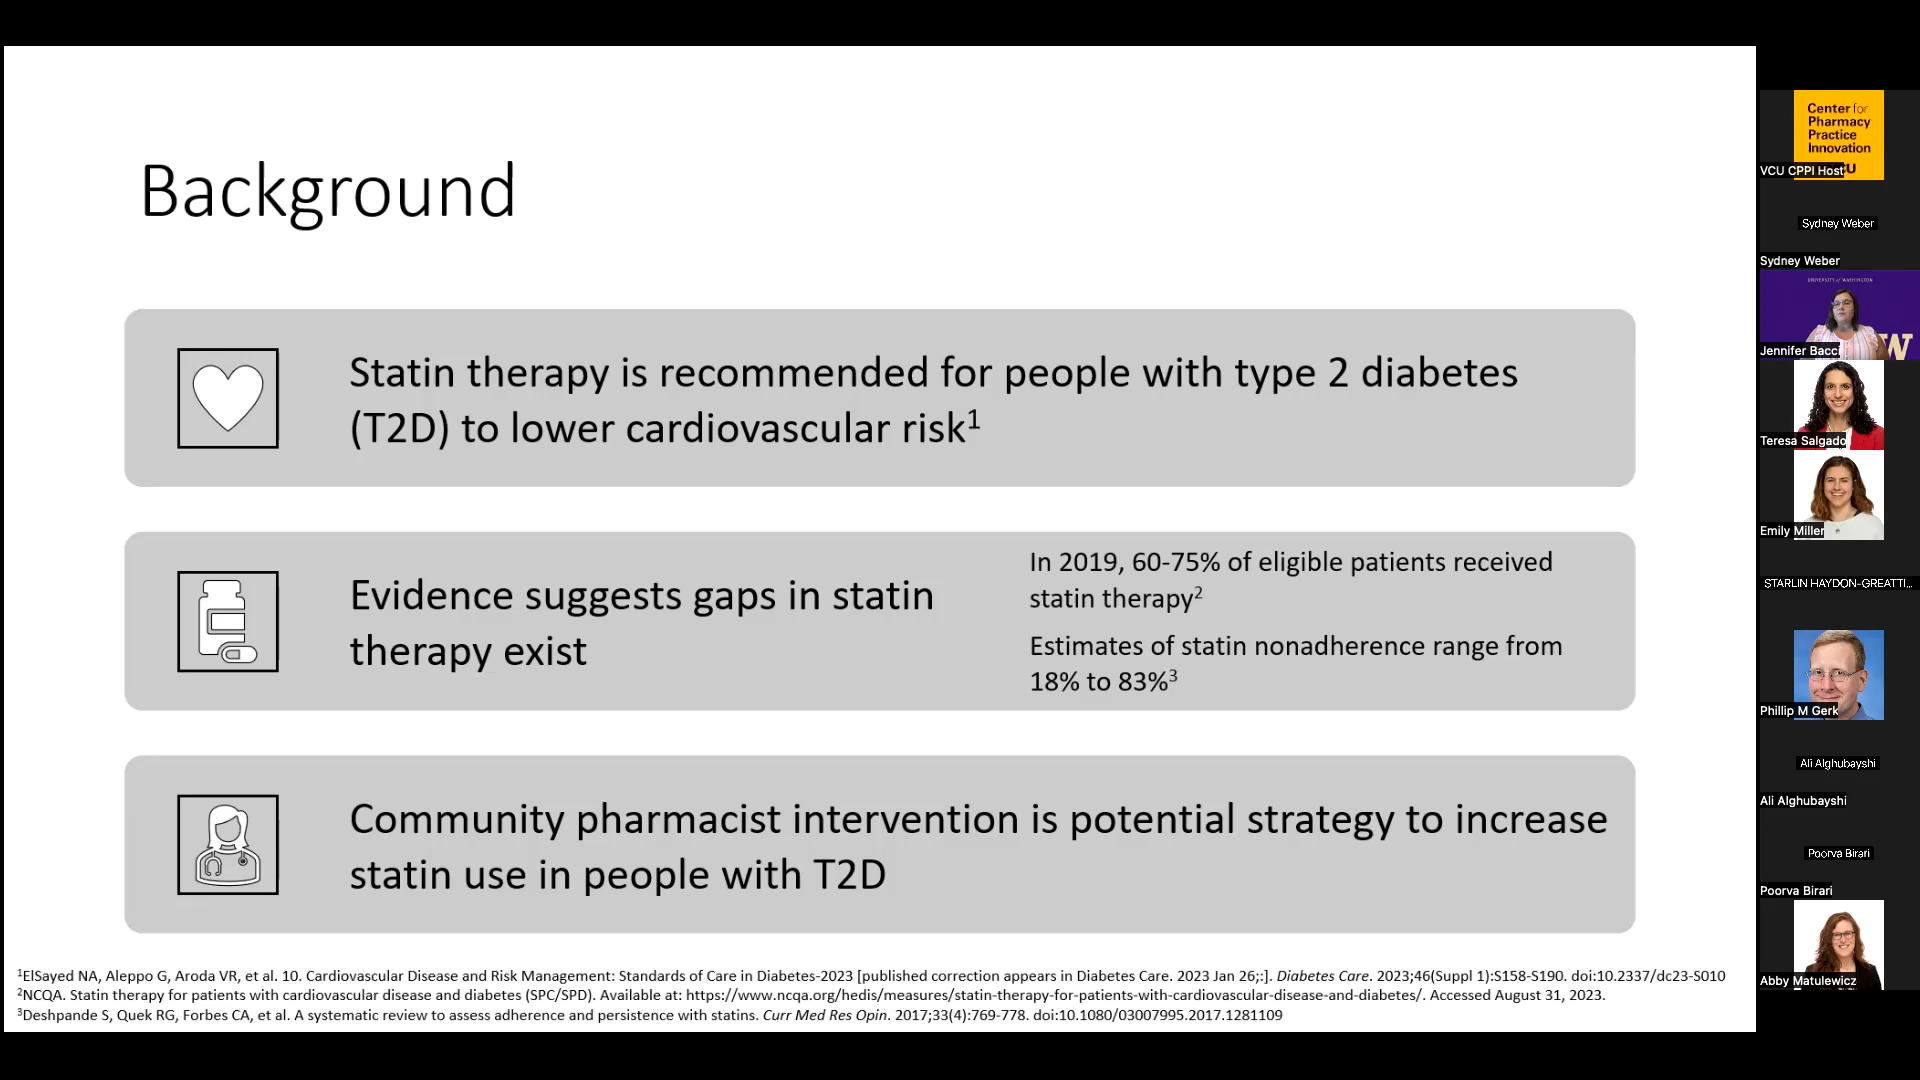 Background
Statin therapy is recommended for people with type 2 diabetes
(T2D) to lower cardiovascular risk¹
Evidence suggests gaps in statin
therapy exist
In 2019, 60-75% of eligible patients received
statin therapy²
Estimates of statin nonadherence range from
18% to 83%³
Community pharmacist intervention is potential strategy to increase
statin use in people with T2D
¹ElSayed NA, Aleppo G, Aroda VR, et al. 10. Cardiovascular Disease and Risk Management: Standards of Care in Diabetes-2023 [published correction appears in Diabetes Care. 2023 Jan 26;:]. Diabetes Care. 2023;46(Suppl 1):S158-S190. doi:10.2337/dc23-S010
²NCQA. Statin therapy for patients with cardiovascular disease and diabetes (SPC/SPD). Available at: https://www.ncqa.org/hedis/measures/statin-therapy-for-patients-with-cardiovascular-disease-and-diabetes/. Accessed August 31, 2023.
³Deshpande S, Quek RG, Forbes CA, et al. A systematic review to assess adherence and persistence with statins. Curr Med Res Opin. 2017;33(4):769-778. doi:10.1080/03007995.2017.1281109
Center for
Pharmacy
Practice
Innovation
VCU CPPI Host
Sydney Weber
Sydney Weber
UNIVERSITY of WASHINGTON
W
Jennifer Bacci
Teresa Salgado
Emily Miller
STARLIN HAYDON-GREATTI...
Phillip M Gerk
Ali Alghubayshi
Ali Alghubayshi
Poorva Birari
Poorva Birari
Abby Matulewicz